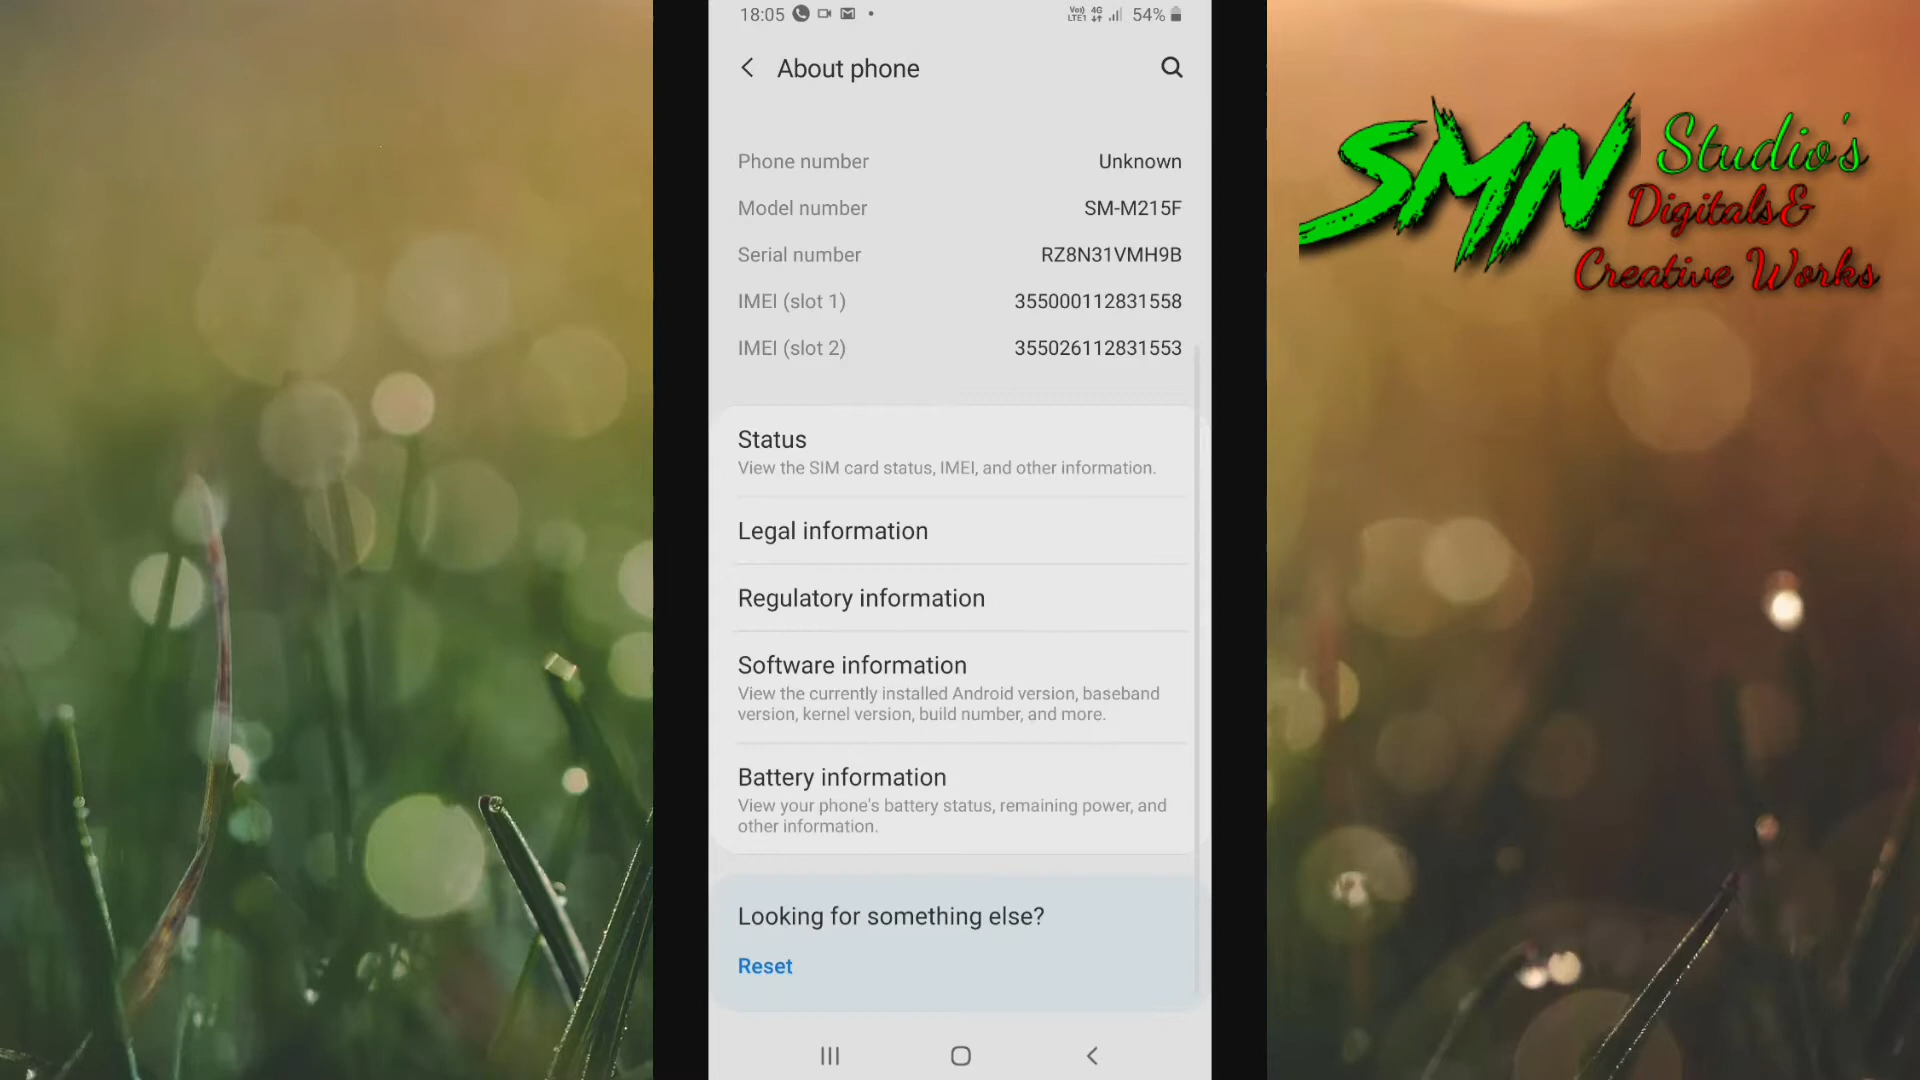 18:05
VoLTE1 4G 54%
About phone
Phone number Unknown
Model number SM-M215F
Serial number RZ8N31VMH9B
IMEI (slot 1) 355000112831558
IMEI (slot 2) 355026112831553
Status
View the SIM card status, IMEI, and other information.
Legal information
Regulatory information
Software information
View the currently installed Android version, baseband
version, kernel version, build number, and more.
Battery information
View your phone's battery status, remaining power, and
other information.
Looking for something else?
Reset
SMN Studio's
Digitals&
Creative Works